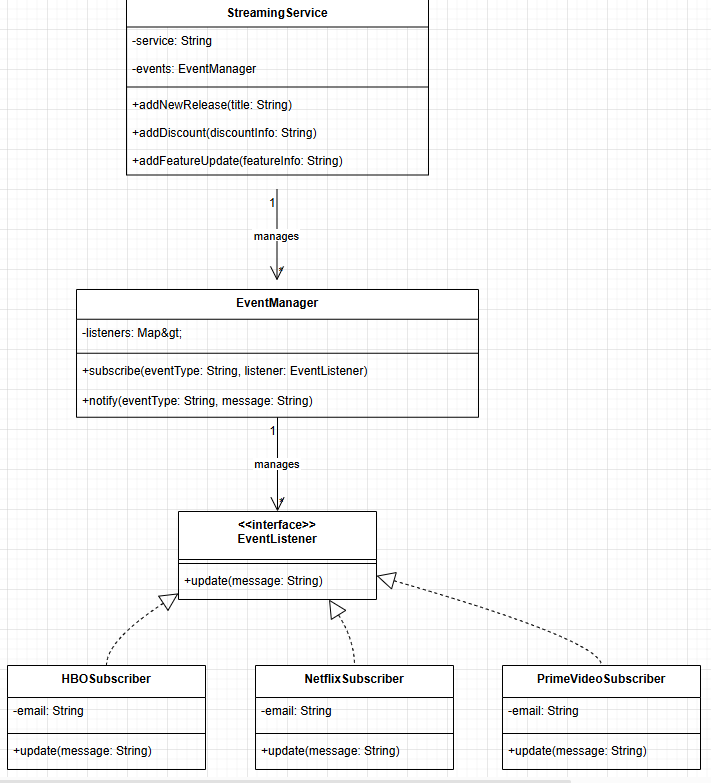 StreamingService
-service: String
-events: EventManager
+addNewRelease(title: String)
+addDiscount(discountInfo: String)
+addFeatureUpdate(featureInfo: String)
1
manages
*
EventManager
-listeners: Map&gt;
+subscribe(eventType: String, listener: EventListener)
+notify(eventType: String, message: String)
1
manages
*
<<interface>>
EventListener
+update(message: String)
HBOSubscriber
-email: String
+update(message: String)
NetflixSubscriber
-email: String
+update(message: String)
PrimeVideoSubscriber
-email: String
+update(message: String)